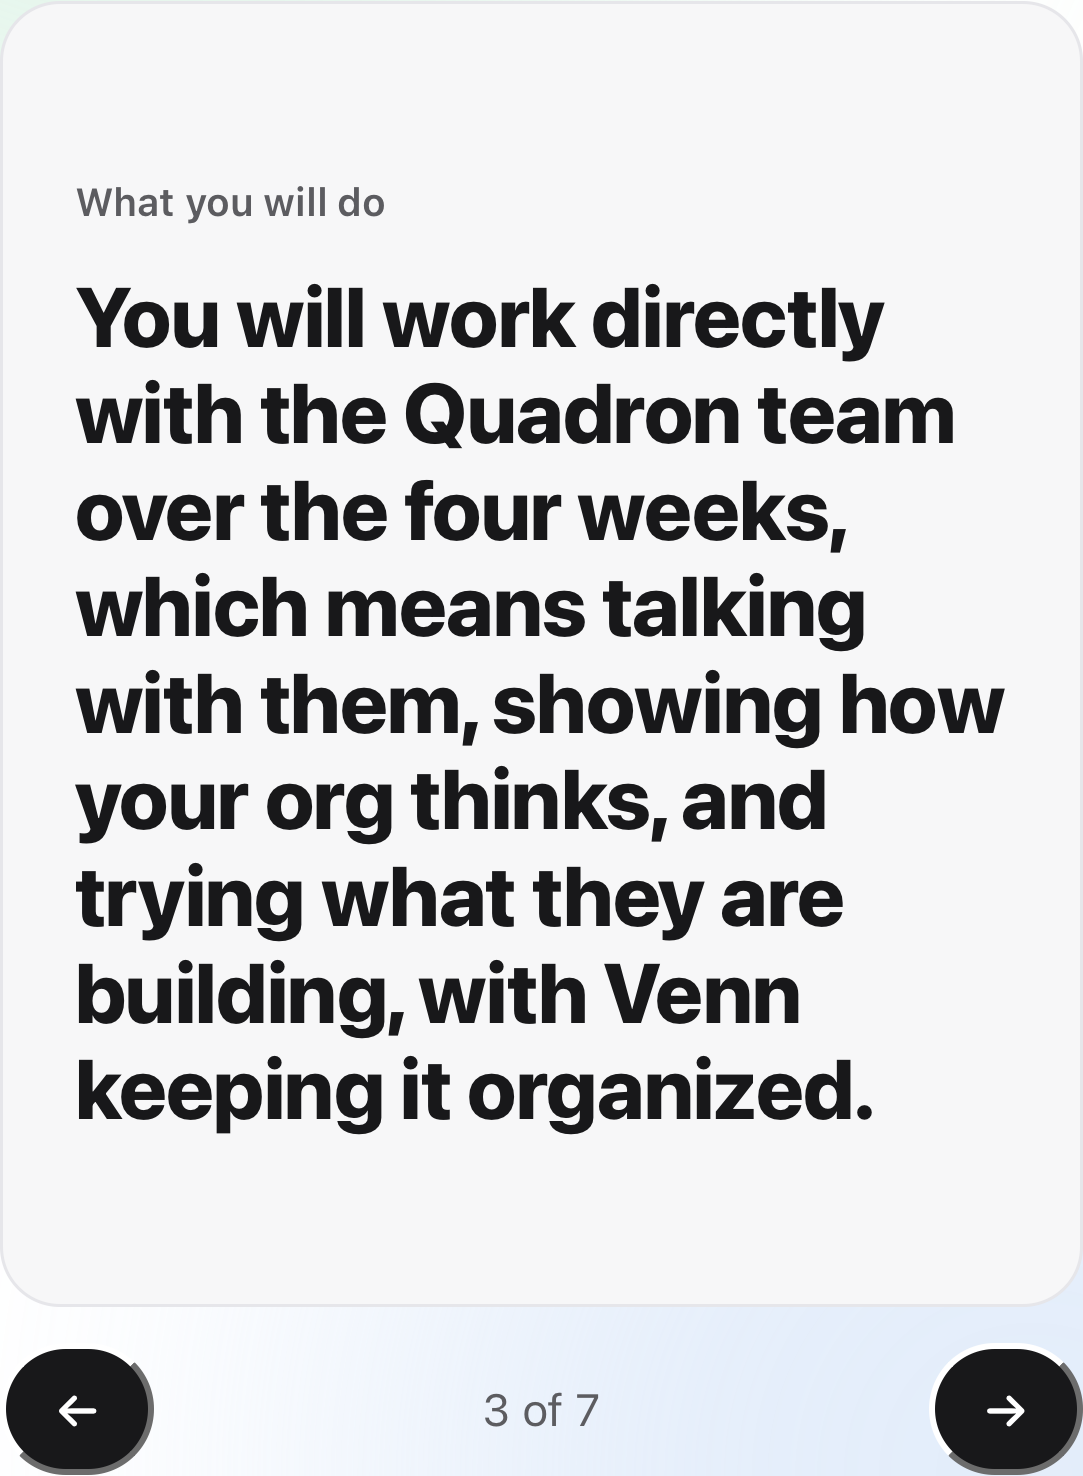 What you will do
You will work directly
with the Quadron team
over the four weeks,
which means talking
with them, showing how
your org thinks, and
trying what they are
building, with Venn
keeping it organized.
3 of 7